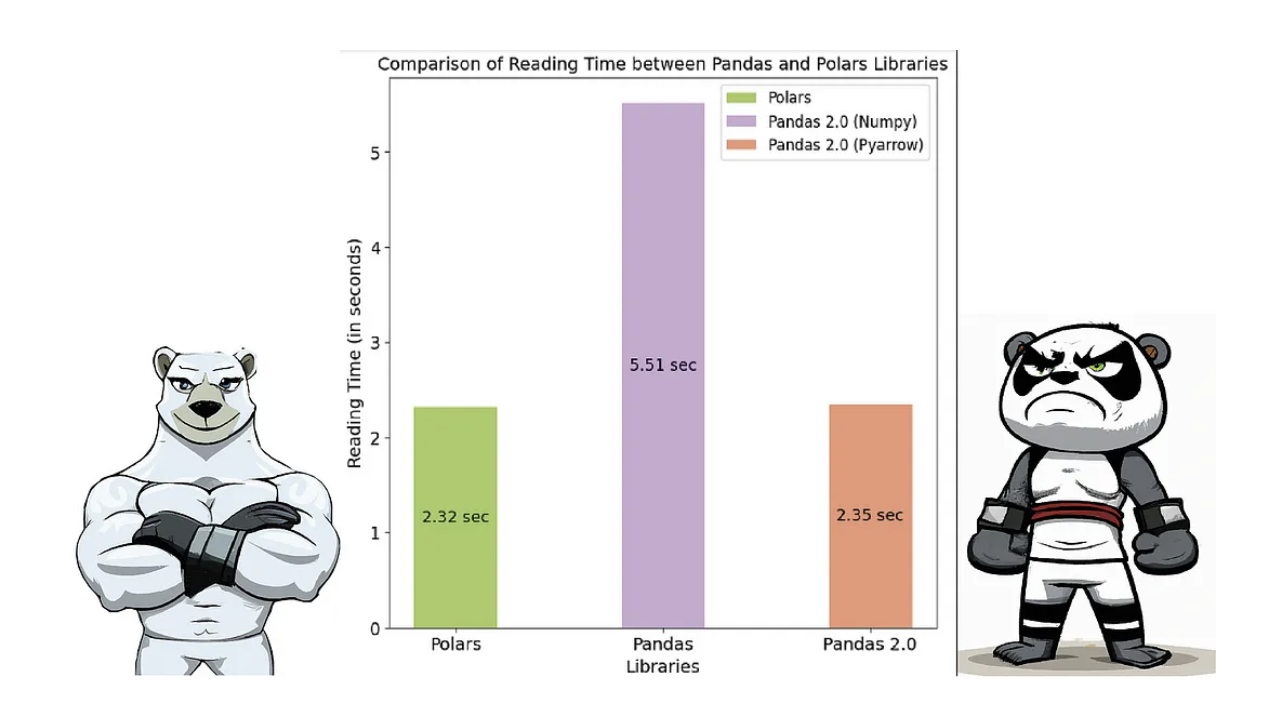 Comparison of Reading Time between Pandas and Polars Libraries
Polars
Pandas 2.0 (Numpy)
Pandas 2.0 (Pyarrow)
Reading Time (in seconds)
5
4
3
2
1
0
2.32 sec
5.51 sec
2.35 sec
Polars
Pandas
Pandas 2.0
Libraries